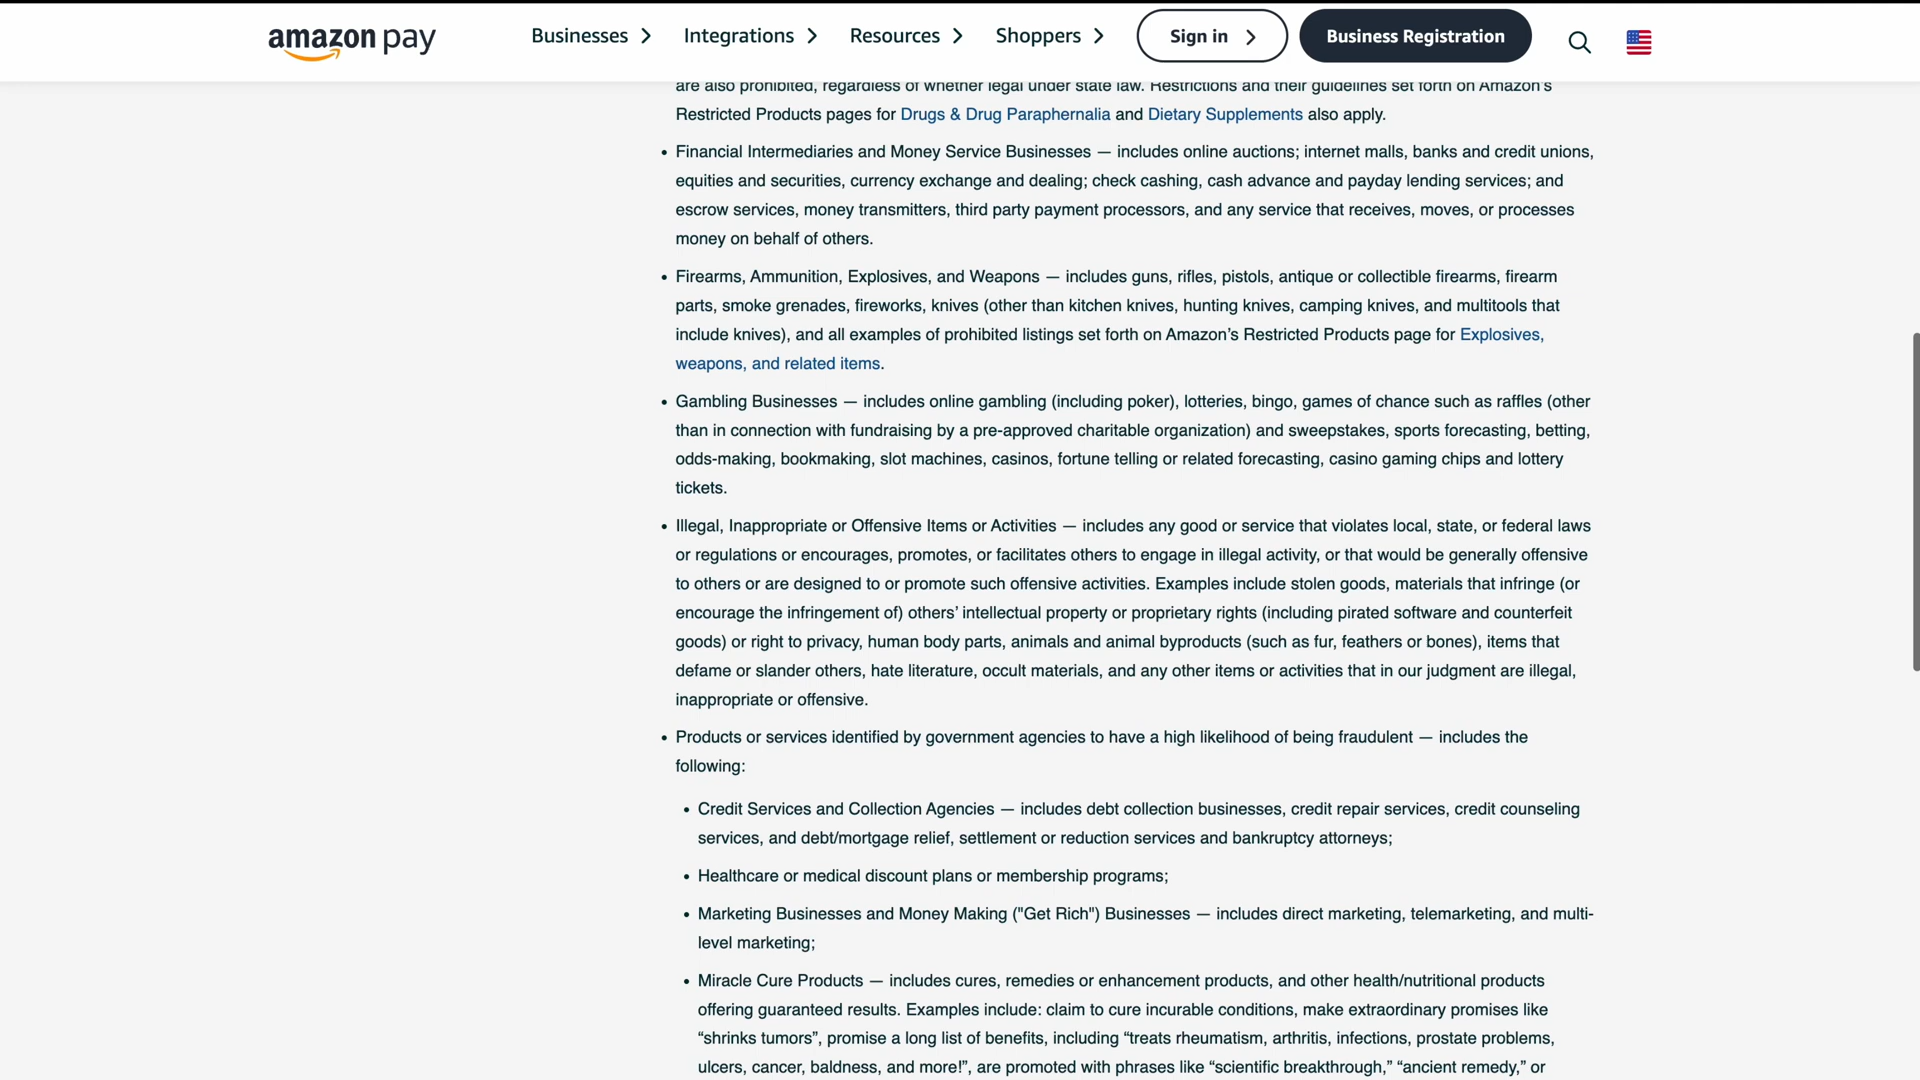 amazon pay
Businesses
Integrations
Resources
Shoppers
Sign in
Business Registration
are also prohibited, regardless of whether legal under state law. Restrictions and their guidelines set forth on Amazon's
Restricted Products pages for Drugs & Drug Paraphernalia and Dietary Supplements also apply.
• Financial Intermediaries and Money Service Businesses — includes online auctions; internet malls, banks and credit unions,
equities and securities, currency exchange and dealing; check cashing, cash advance and payday lending services; and
escrow services, money transmitters, third party payment processors, and any service that receives, moves, or processes
money on behalf of others.
• Firearms, Ammunition, Explosives, and Weapons — includes guns, rifles, pistols, antique or collectible firearms, firearm
parts, smoke grenades, fireworks, knives (other than kitchen knives, hunting knives, camping knives, and multitools that
include knives), and all examples of prohibited listings set forth on Amazon’s Restricted Products page for Explosives,
weapons, and related items.
• Gambling Businesses — includes online gambling (including poker), lotteries, bingo, games of chance such as raffles (other
than in connection with fundraising by a pre-approved charitable organization) and sweepstakes, sports forecasting, betting,
odds-making, bookmaking, slot machines, casinos, fortune telling or related forecasting, casino gaming chips and lottery
tickets.
• Illegal, Inappropriate or Offensive Items or Activities — includes any good or service that violates local, state, or federal laws
or regulations or encourages, promotes, or facilitates others to engage in illegal activity, or that would be generally offensive
to others or are designed to or promote such offensive activities. Examples include stolen goods, materials that infringe (or
encourage the infringement of) others’ intellectual property or proprietary rights (including pirated software and counterfeit
goods) or right to privacy, human body parts, animals and animal byproducts (such as fur, feathers or bones), items that
defame or slander others, hate literature, occult materials, and any other items or activities that in our judgment are illegal,
inappropriate or offensive.
• Products or services identified by government agencies to have a high likelihood of being fraudulent — includes the
following:
• Credit Services and Collection Agencies — includes debt collection businesses, credit repair services, credit counseling
services, and debt/mortgage relief, settlement or reduction services and bankruptcy attorneys;
• Healthcare or medical discount plans or membership programs;
• Marketing Businesses and Money Making ("Get Rich") Businesses — includes direct marketing, telemarketing, and multi-
level marketing;
• Miracle Cure Products — includes cures, remedies or enhancement products, and other health/nutritional products
offering guaranteed results. Examples include: claim to cure incurable conditions, make extraordinary promises like
“shrinks tumors”, promise a long list of benefits, including “treats rheumatism, arthritis, infections, prostate problems,
ulcers, cancer, baldness, and more!”, are promoted with phrases like “scientific breakthrough,” “ancient remedy,” or